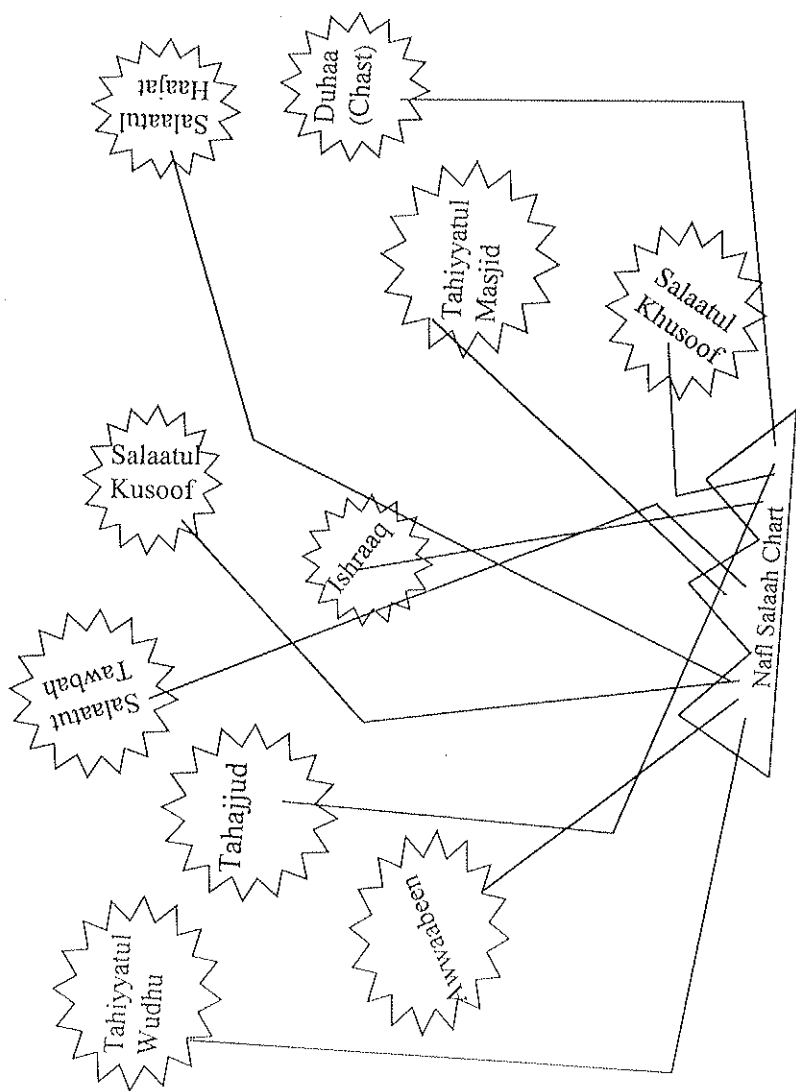 Salaatul
Haajat
Duhaa
(Chast)
Tahiyyatul
Masjid
Salaatul
Khusoof
Salaatul
Kusoof
Ishraaq
Salaatut
Tawbah
Tahajjud
Awwaabeen
Tahiyyatul
Wudhu
Nafl Salaah Chart